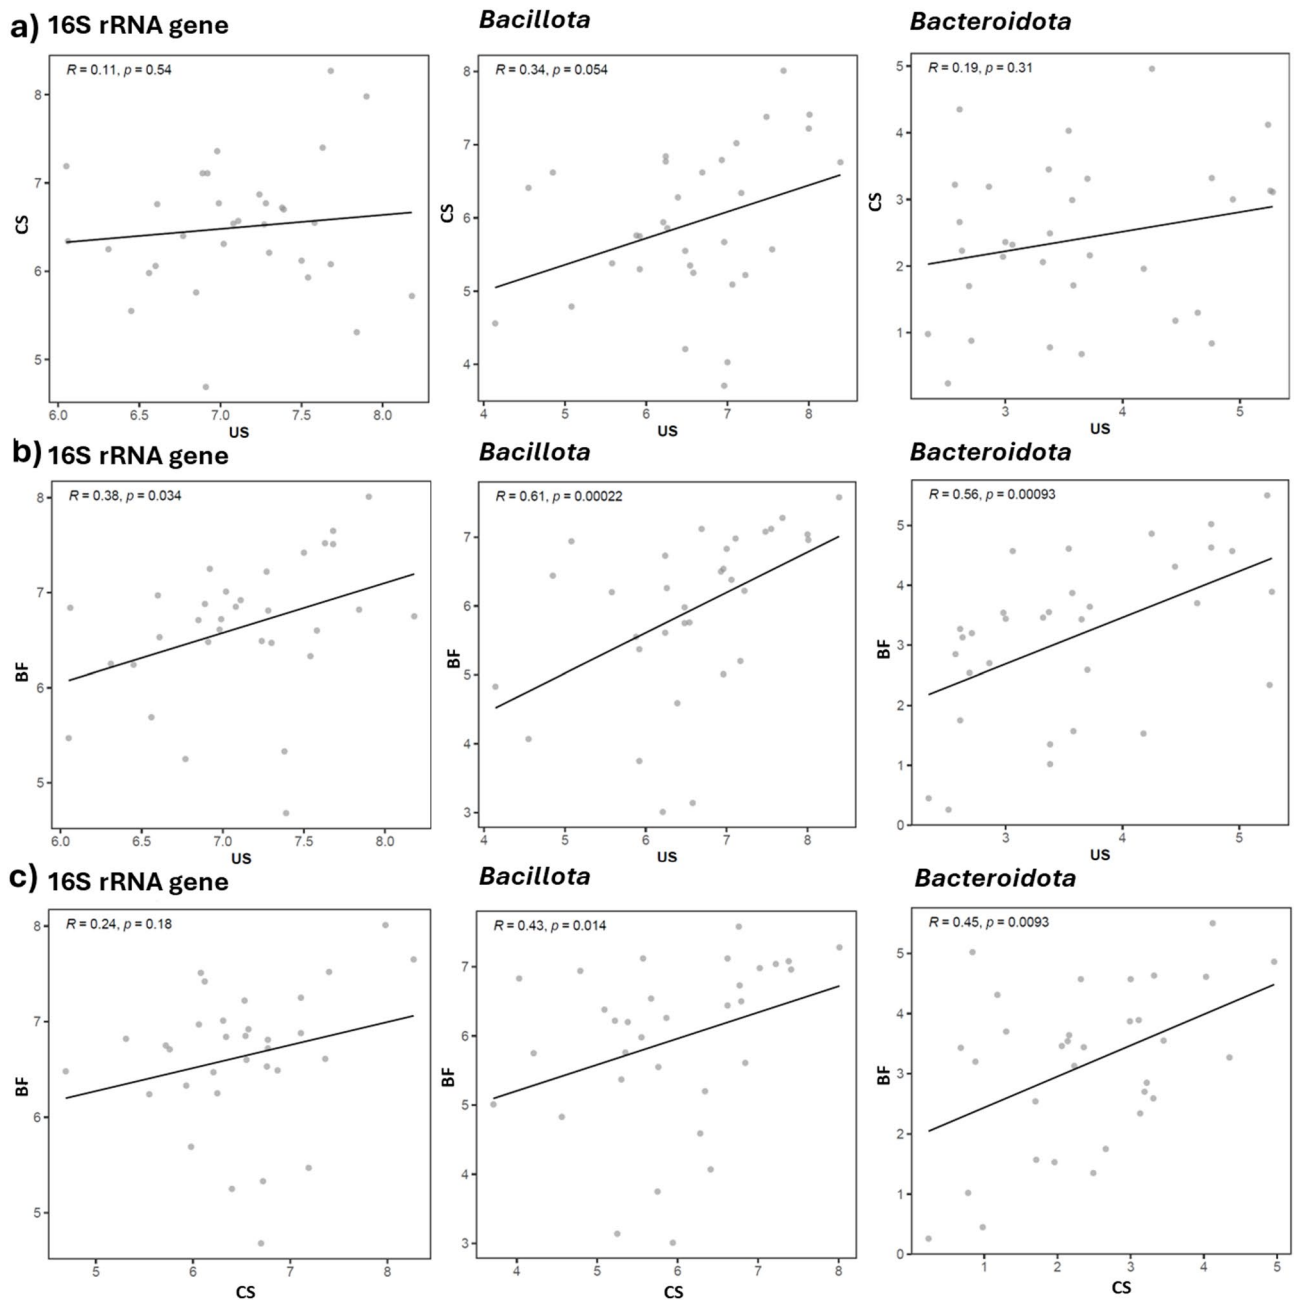 a) 16S rRNA gene
Bacillota
Bacteroidota
R = 0.11, p = 0.54
R = 0.34, p = 0.054
R = 0.19, p = 0.31
CS
8
7
6
5
6.0 6.5 7.0 7.5 8.0
US
CS
8
7
6
5
4
4 5 6 7 8
US
CS
5
4
3
2
1
3 4 5
US
b) 16S rRNA gene
Bacillota
Bacteroidota
R = 0.38, p = 0.034
R = 0.61, p = 0.00022
R = 0.56, p = 0.00093
BF
8
7
6
5
6.0 6.5 7.0 7.5 8.0
US
BF
7
6
5
4
3
4 5 6 7 8
US
BF
5
4
3
2
1
0
3 4 5
US
c) 16S rRNA gene
Bacillota
Bacteroidota
R = 0.24, p = 0.18
R = 0.43, p = 0.014
R = 0.45, p = 0.0093
BF
8
7
6
5
5 6 7 8
CS
BF
7
6
5
4
3
4 5 6 7 8
CS
BF
5
4
3
2
1
0
1 2 3 4 5
CS